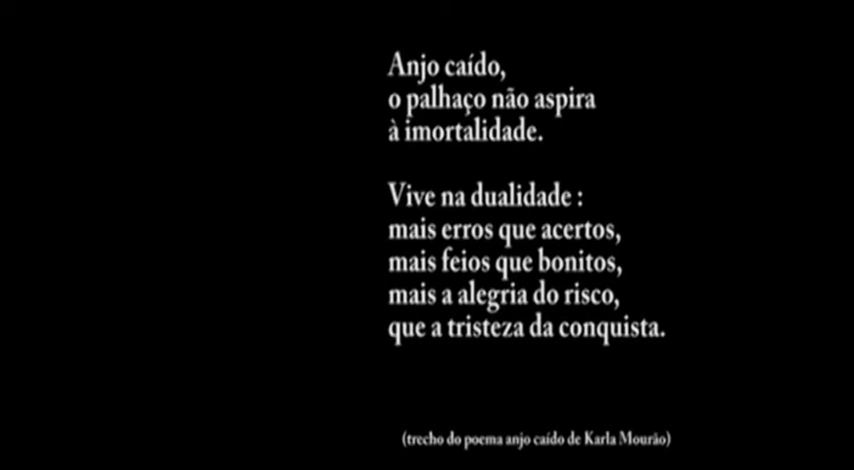 Anjo caído,
o palhaço não aspira
à imortalidade.
Vive na dualidade :
mais erros que acertos,
mais feios que bonitos,
mais a alegria do risco,
que a tristeza da conquista.
(trecho do poema anjo caído de Karla Mourão)